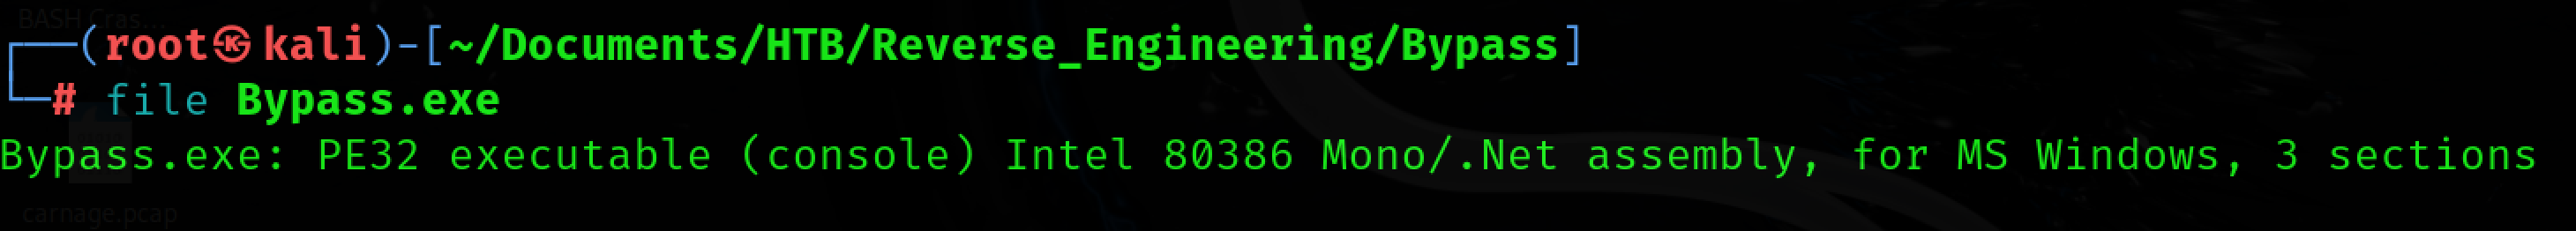 BASH Cras...
┌──(root㉿kali)-[~/Documents/HTB/Reverse_Engineering/Bypass]
└─# file Bypass.exe
Bypass.exe: PE32 executable (console) Intel 80386 Mono/.Net assembly, for MS Windows, 3 sections
carnage.pcap